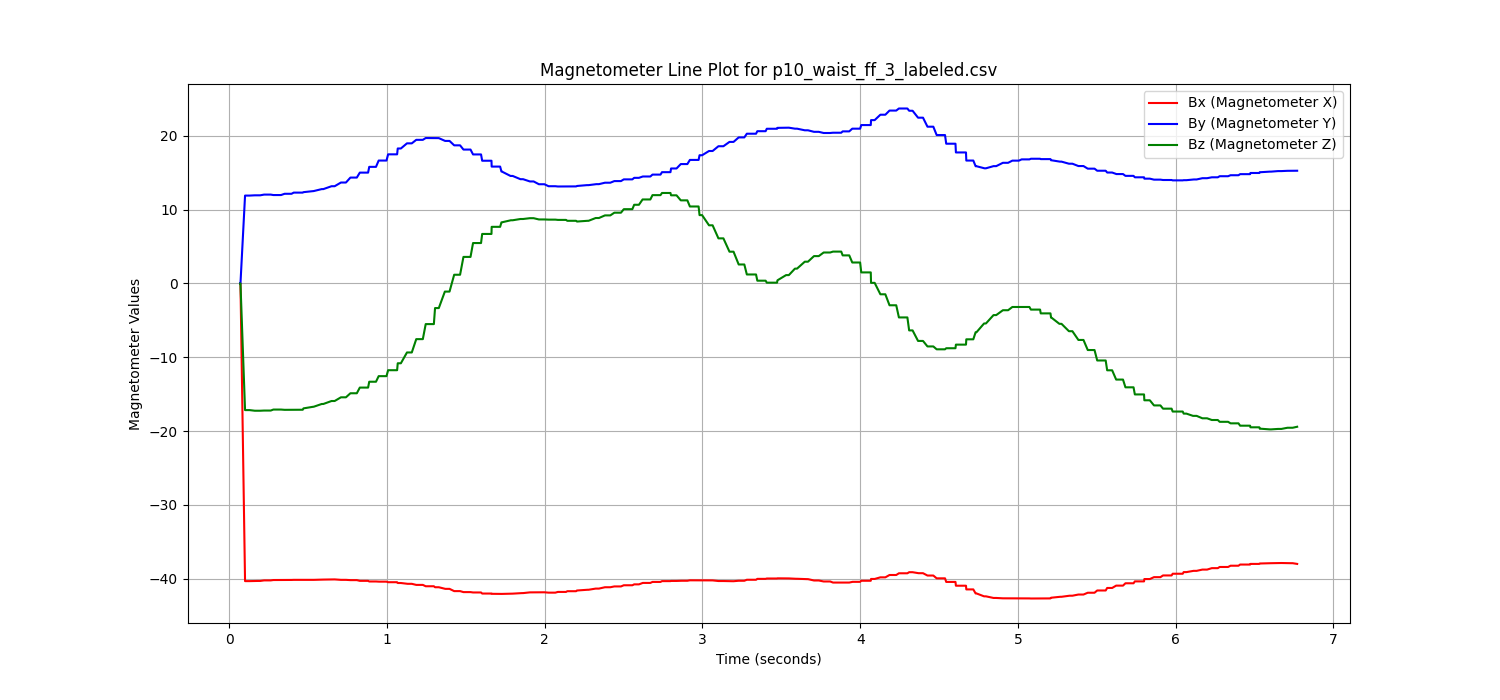 Magnetometer Line Plot for p10_waist_ff_3_labeled.csv
Bx (Magnetometer X)
By (Magnetometer Y)
Bz (Magnetometer Z)
Magnetometer Values
20
10
0
−10
−20
−30
−40
0 1 2 3 4 5 6 7
Time (seconds)